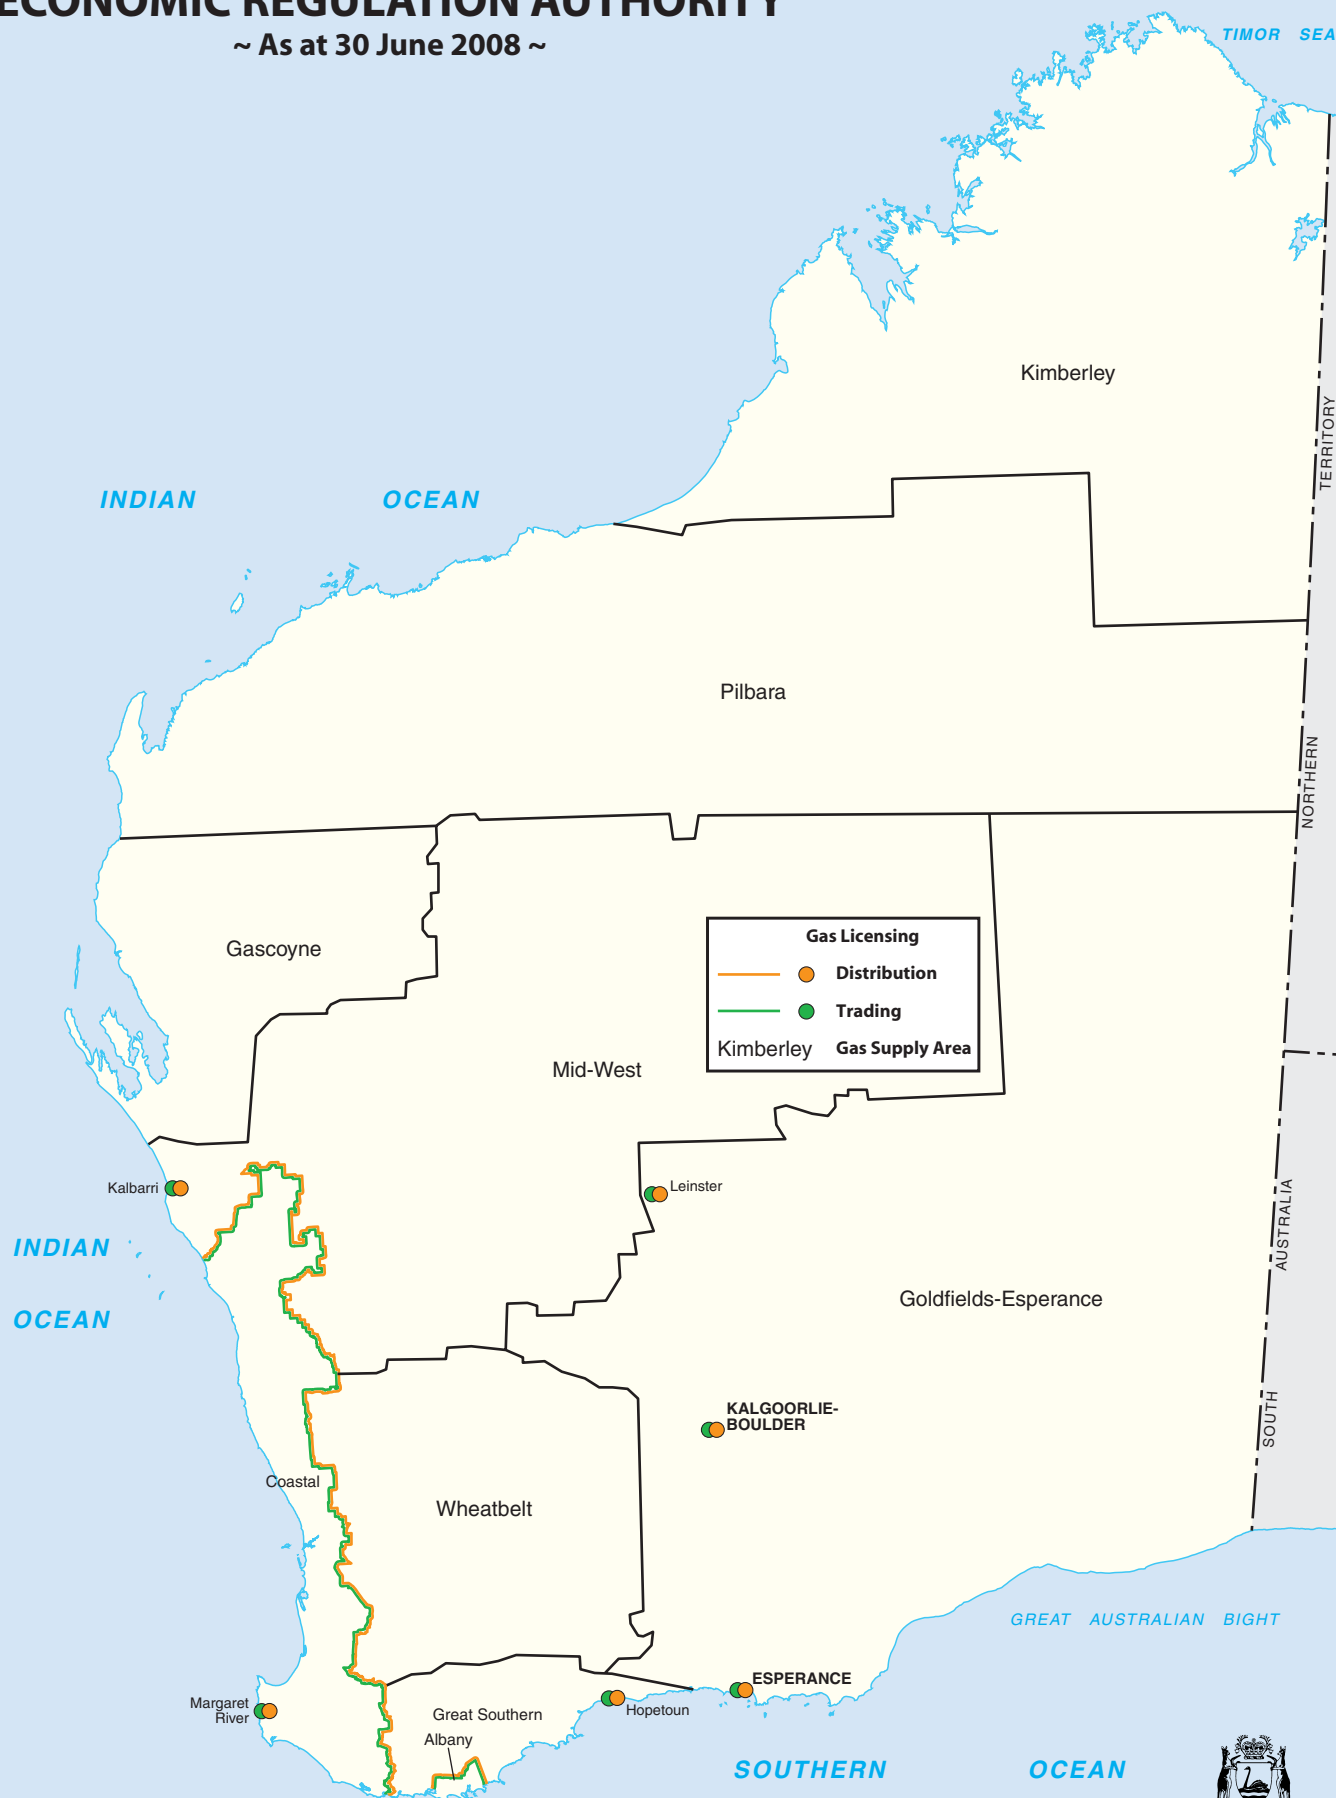 ECONOMIC REGULATION AUTHORITY
~ As at 30 June 2008 ~
TIMOR SEA
Kimberley
TERRITORY
INDIAN OCEAN
Pilbara
NORTHERN
Gascoyne
Gas Licensing
Distribution
Trading
Kimberley Gas Supply Area
Mid-West
Kalbarri
Leinster
AUSTRALIA
INDIAN
OCEAN
Goldfields-Esperance
SOUTH
KALGOORLIE-
BOULDER
Coastal
Wheatbelt
GREAT AUSTRALIAN BIGHT
ESPERANCE
Margaret
River
Hopetoun
Great Southern
Albany
SOUTHERN OCEAN